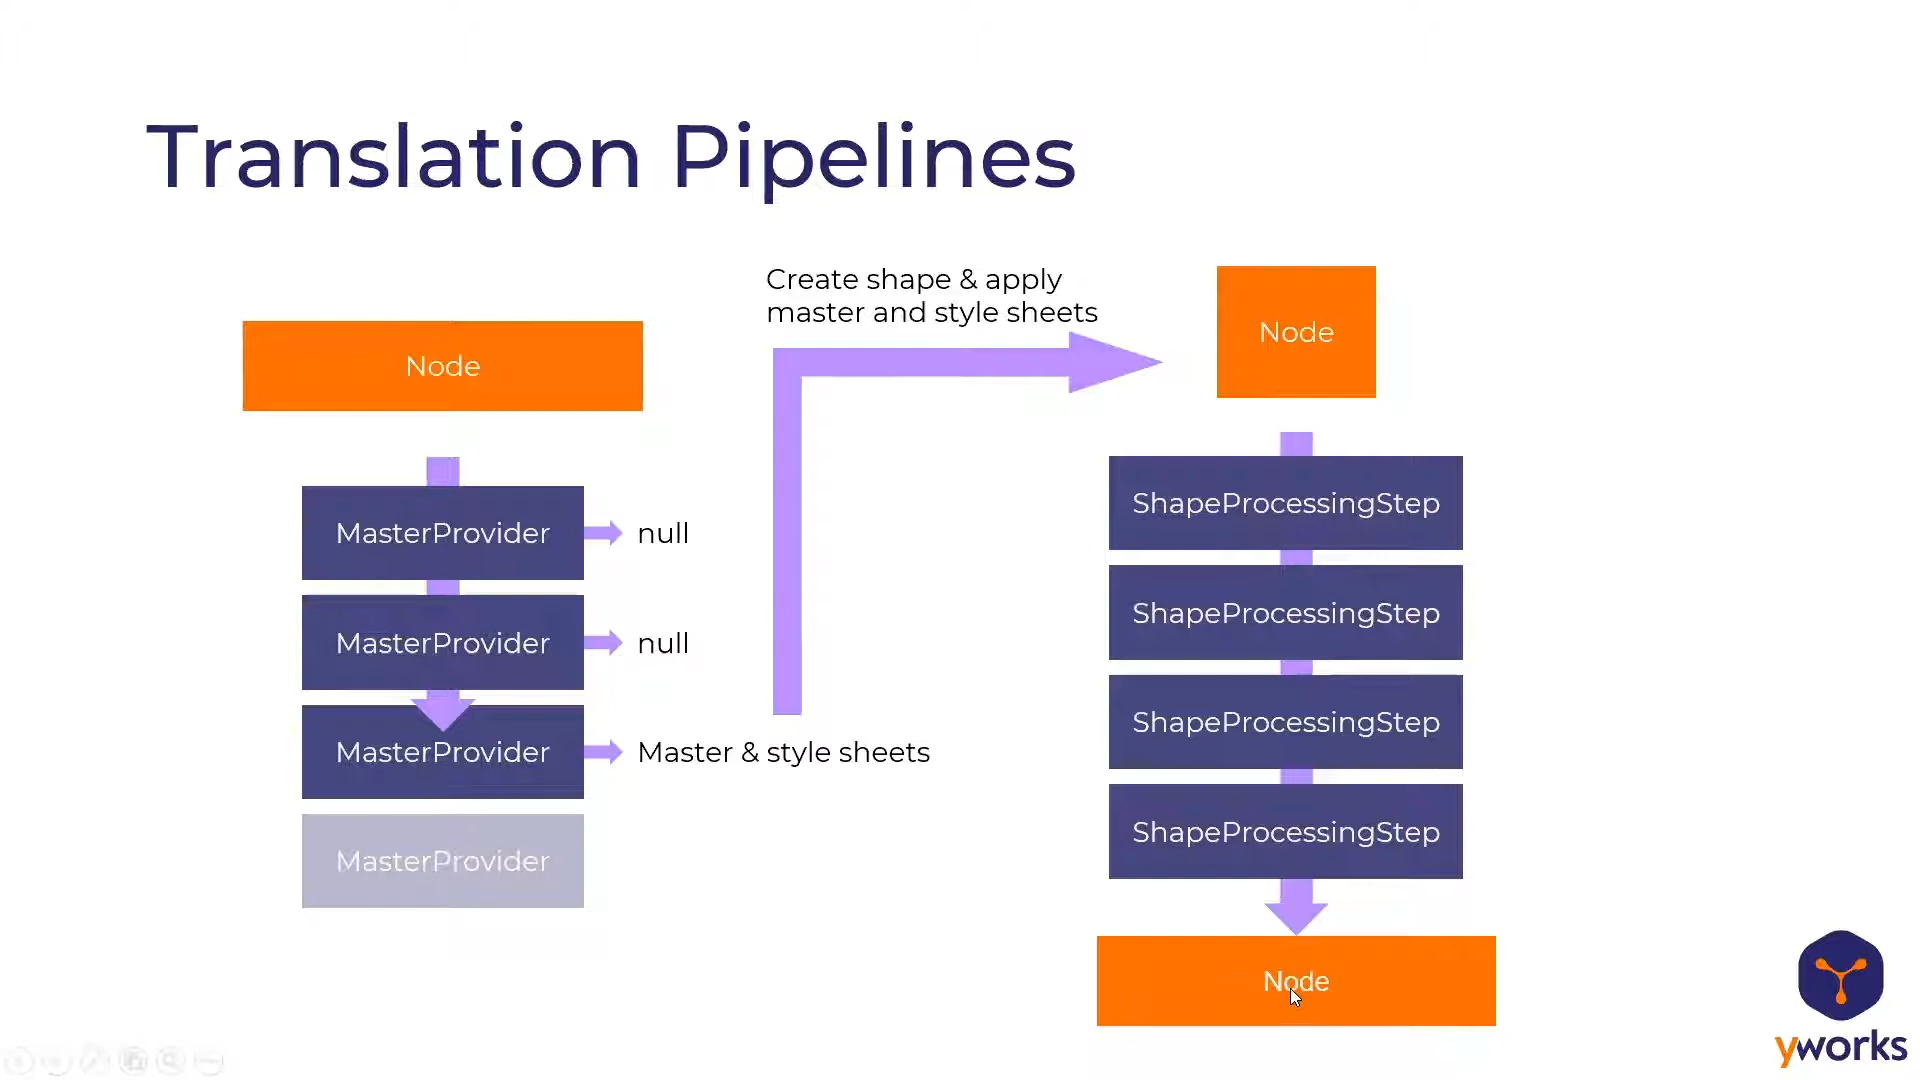 Translation Pipelines
Node
MasterProvider
null
MasterProvider
null
MasterProvider
Master & style sheets
MasterProvider
Create shape & apply
master and style sheets
Node
ShapeProcessingStep
ShapeProcessingStep
ShapeProcessingStep
ShapeProcessingStep
Node
yworks